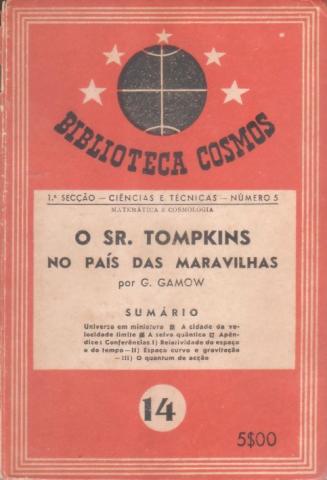 BIBLIOTECA COSMOS
1.ª SECÇÃO — CIÊNCIAS E TÉCNICAS — NÚMERO 5
MATEMÁTICA E COSMOLOGIA
O SR. TOMPKINS
NO PAÍS DAS MARAVILHAS
por G. GAMOW
SUMÁRIO
Universo em miniatura ■ A cidade da ve-
locidade limite ■ A selva quântica ■ Apên-
dice: Conferências I) Relatividade do espaço
e do tempo — II) Espaço curvo e gravitação
— III) O quantum de acção
14
5$00